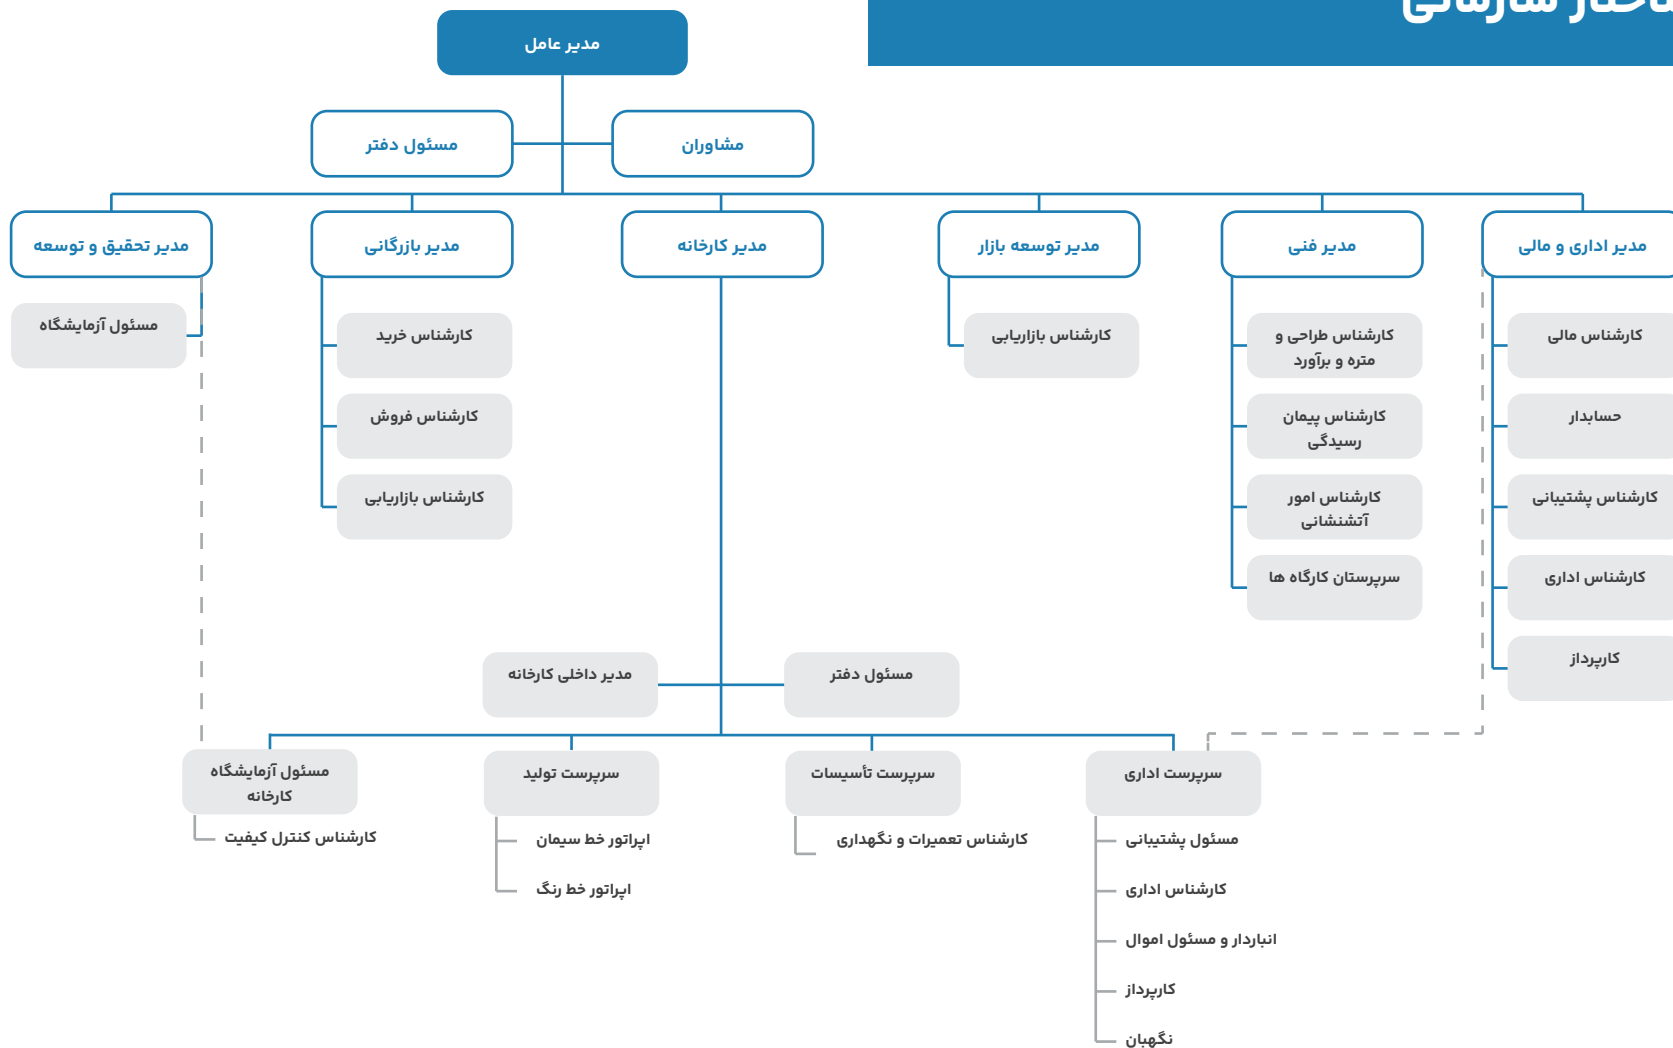 سازمانی
مدیر عامل
مشاوران
مسئول دفتر
مدیر اداری و مالی
مدیر فنی
مدیر توسعه بازار
مدیر کارخانه
مدیر بازرگانی
مدیر تحقیق و توسعه
کارشناس مالی
حسابدار
کارشناس پشتیبانی
کارشناس اداری
کارپرداز
کارشناس طراحی و
متره و برآورد
کارشناس پیمان
رسیدگی
کارشناس امور
آتشنشانی
سرپرستان کارگاه ها
کارشناس بازاریابی
کارشناس خرید
کارشناس فروش
کارشناس بازاریابی
مسئول آزمایشگاه
مسئول دفتر
مدیر داخلی کارخانه
سرپرست اداری
مسئول پشتیبانی
کارشناس اداری
انباردار و مسئول اموال
کارپرداز
نگهبان
سرپرست تأسیسات
کارشناس تعمیرات و نگهداری
سرپرست تولید
اپراتور خط سیمان
اپراتور خط رنگ
مسئول آزمایشگاه
کارخانه
کارشناس کنترل کیفیت